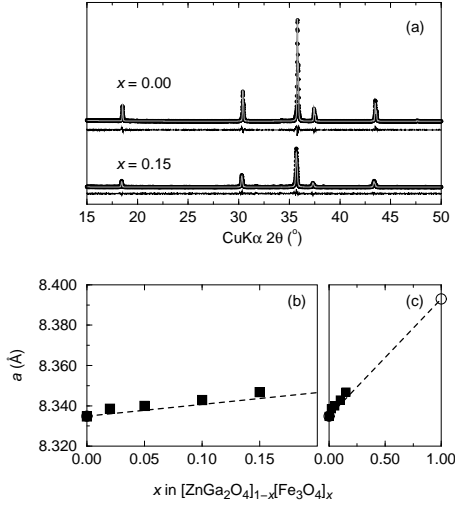 (a)
x = 0.00
x = 0.15
15 20 25 30 35 40 45 50
CuKα 2θ (°)
8.400 (b) (c)
8.380
8.360
8.340
8.320
a (Å)
0.00 0.05 0.10 0.15 0.00 1.00
x in [ZnGa₂O₄]₁₋ₓ[Fe₃O₄]ₓ